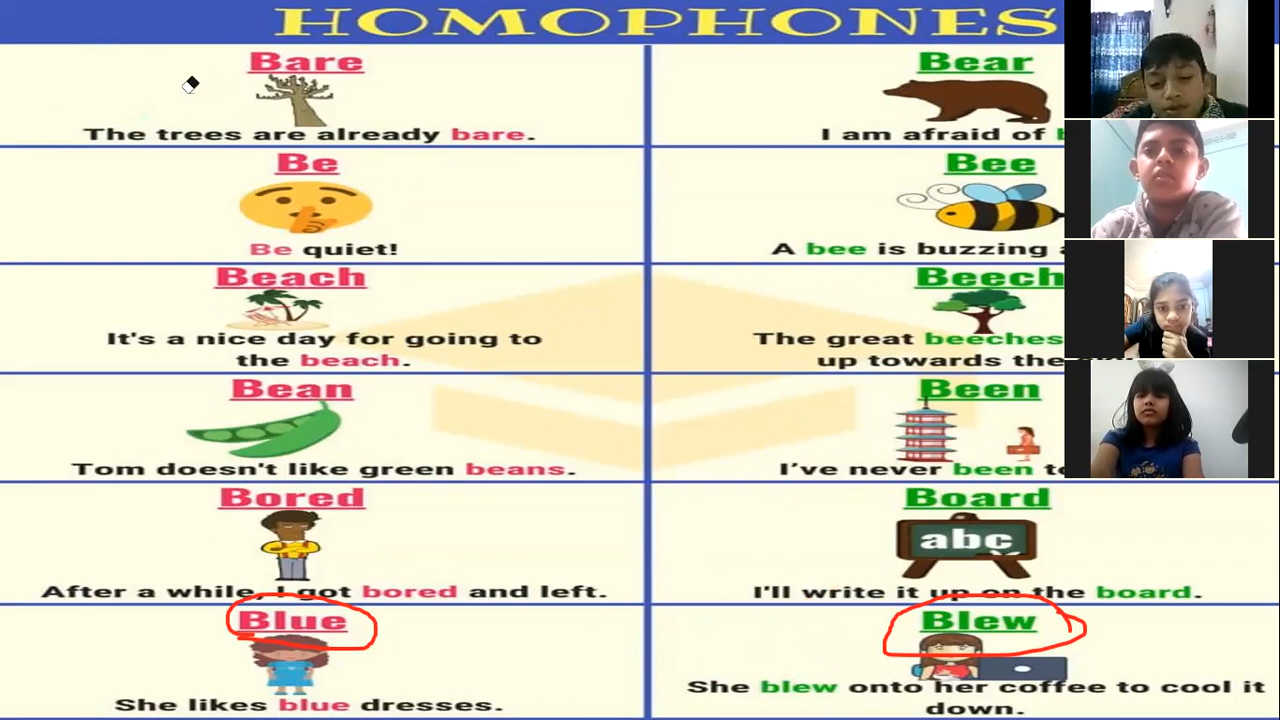 HOMOPHONES
Bare
The trees are already bare.
Bear
I am afraid of
Be
Be quiet!
Bee
A bee is buzzing
Beach
It's a nice day for going to
the beach.
Beech
The great beeches
up towards the
Bean
Tom doesn't like green beans.
Been
I've never been
Bored
After a while, I got bored and left.
Board
abc
I'll write it up on the board.
Blue
She likes blue dresses.
Blew
She blew onto her coffee to cool it
down.